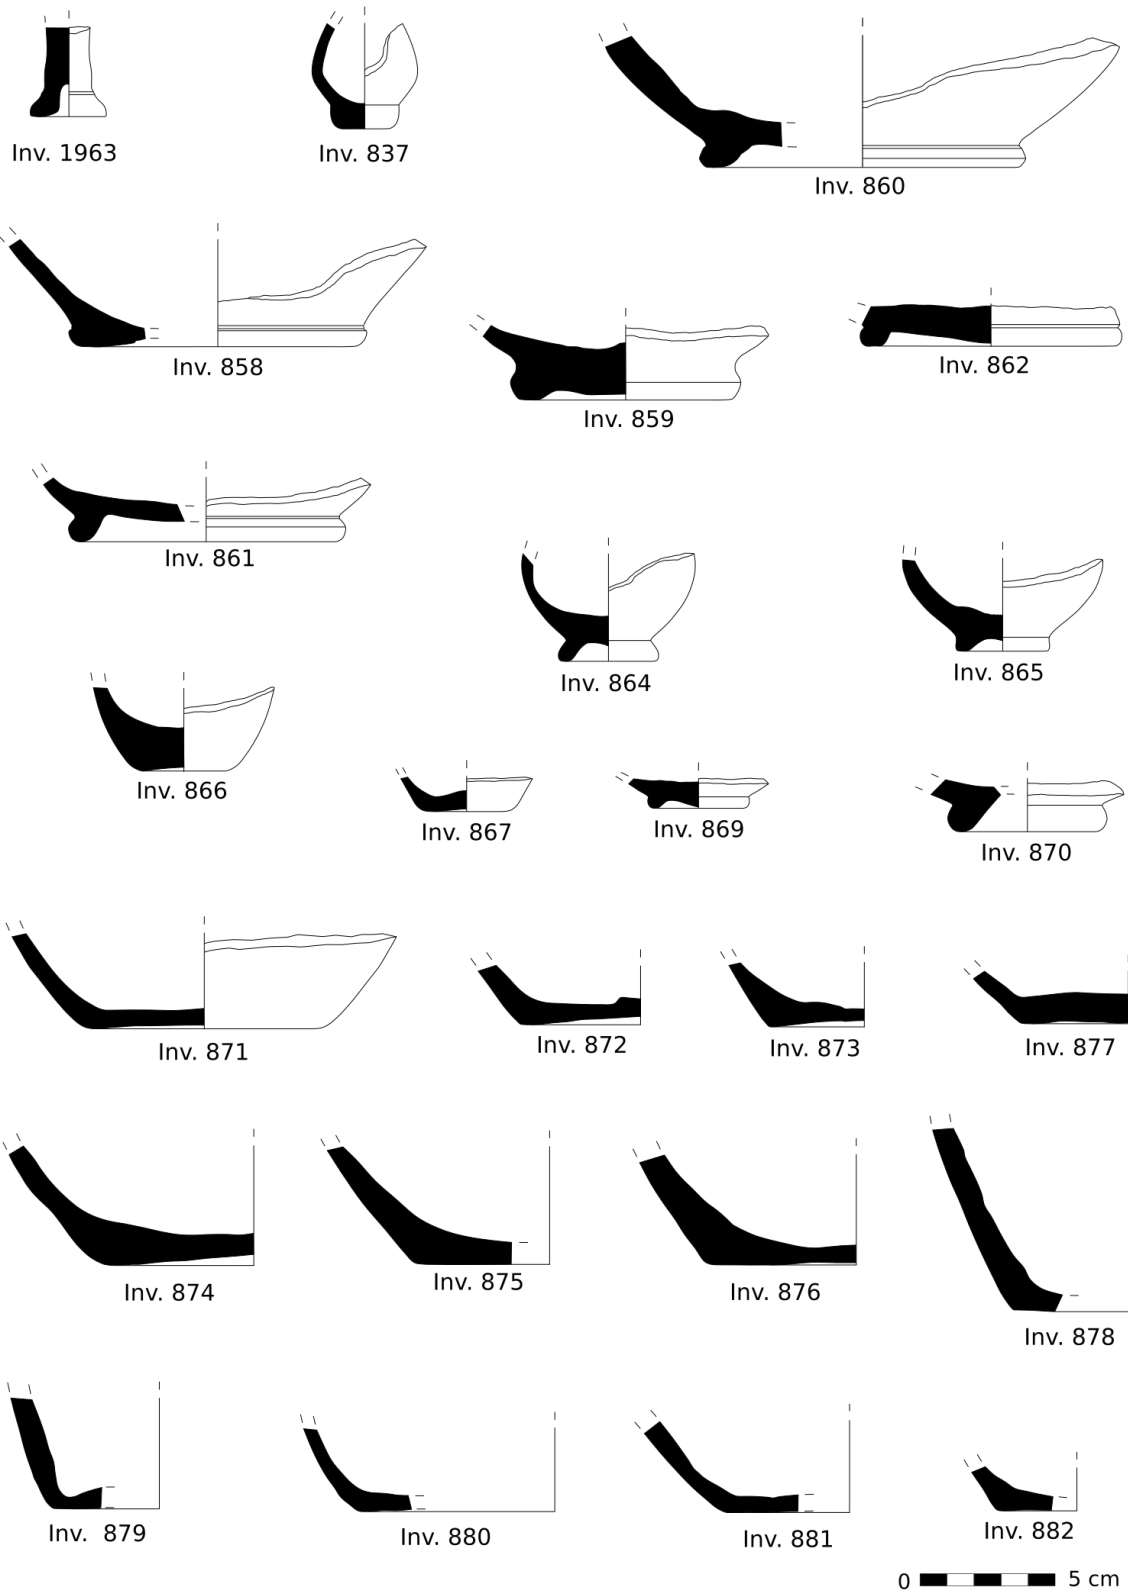 Inv. 1963
Inv. 837
Inv. 860
Inv. 858
Inv. 859
Inv. 862
Inv. 861
Inv. 864
Inv. 865
Inv. 866
Inv. 867
Inv. 869
Inv. 870
Inv. 871
Inv. 872
Inv. 873
Inv. 877
Inv. 874
Inv. 875
Inv. 876
Inv. 878
Inv. 879
Inv. 880
Inv. 881
Inv. 882
0 5 cm